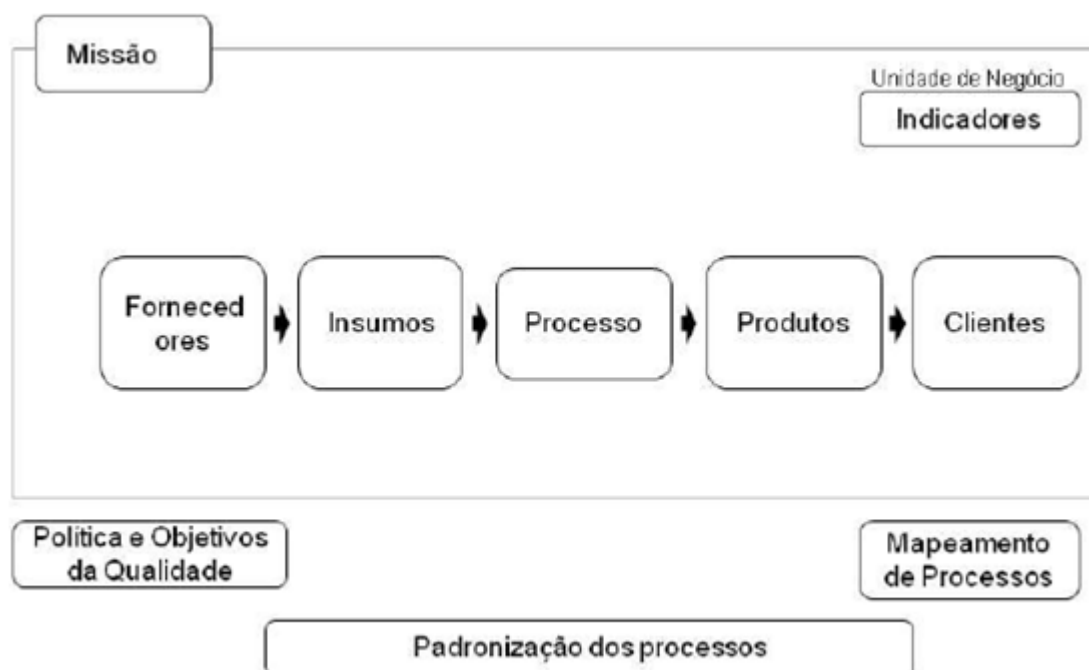 Missão
Unidade de Negócio
Indicadores
Forneced
ores
Insumos
Processo
Produtos
Clientes
Política e Objetivos
da Qualidade
Mapeamento
de Processos
Padronização dos processos